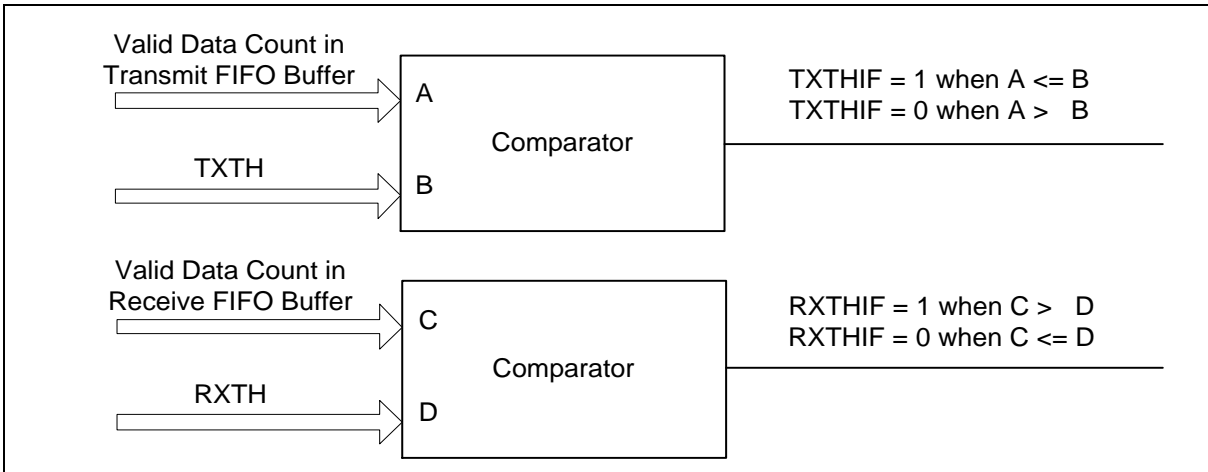 Valid Data Count in
Transmit FIFO Buffer
A
TXTHIF = 1 when A <= B
TXTHIF = 0 when A > B
Comparator
TXTH
B
Valid Data Count in
Receive FIFO Buffer
C
RXTHIF = 1 when C > D
RXTHIF = 0 when C <= D
Comparator
RXTH
D